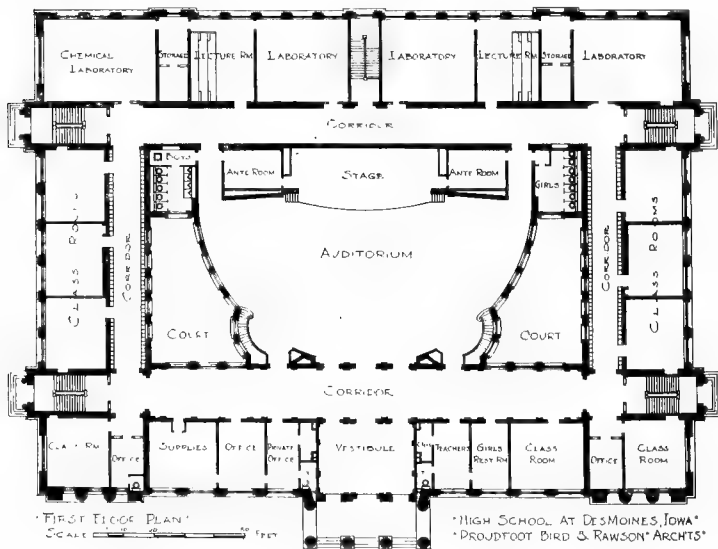 CHEMICAL LABORATORY
STORAGE
LECTURE RM
LABORATORY
LABORATORY
LECTURE RM
STORAGE
LABORATORY
CORRIDOR
BOYS
ANTE ROOM
STAGE
ANTE ROOM
GIRLS
CLASS ROOMS
CORRIDOR
AUDITORIUM
CORRIDOR
CLASS ROOMS
COURT
COURT
CORRIDOR
CLASS RM
OFFICE
SUPPLIES
OFFICE
PRIVATE OFFICE
VESTIBULE
TEACHERS
GIRLS REST RM
CLASS ROOM
OFFICE
CLASS ROOM
"FIRST FLOOR PLAN"
SCALE FEET
"HIGH SCHOOL AT DES MOINES, IOWA"
"PROUDFOOT BIRD & RAWSON" ARCHTS"